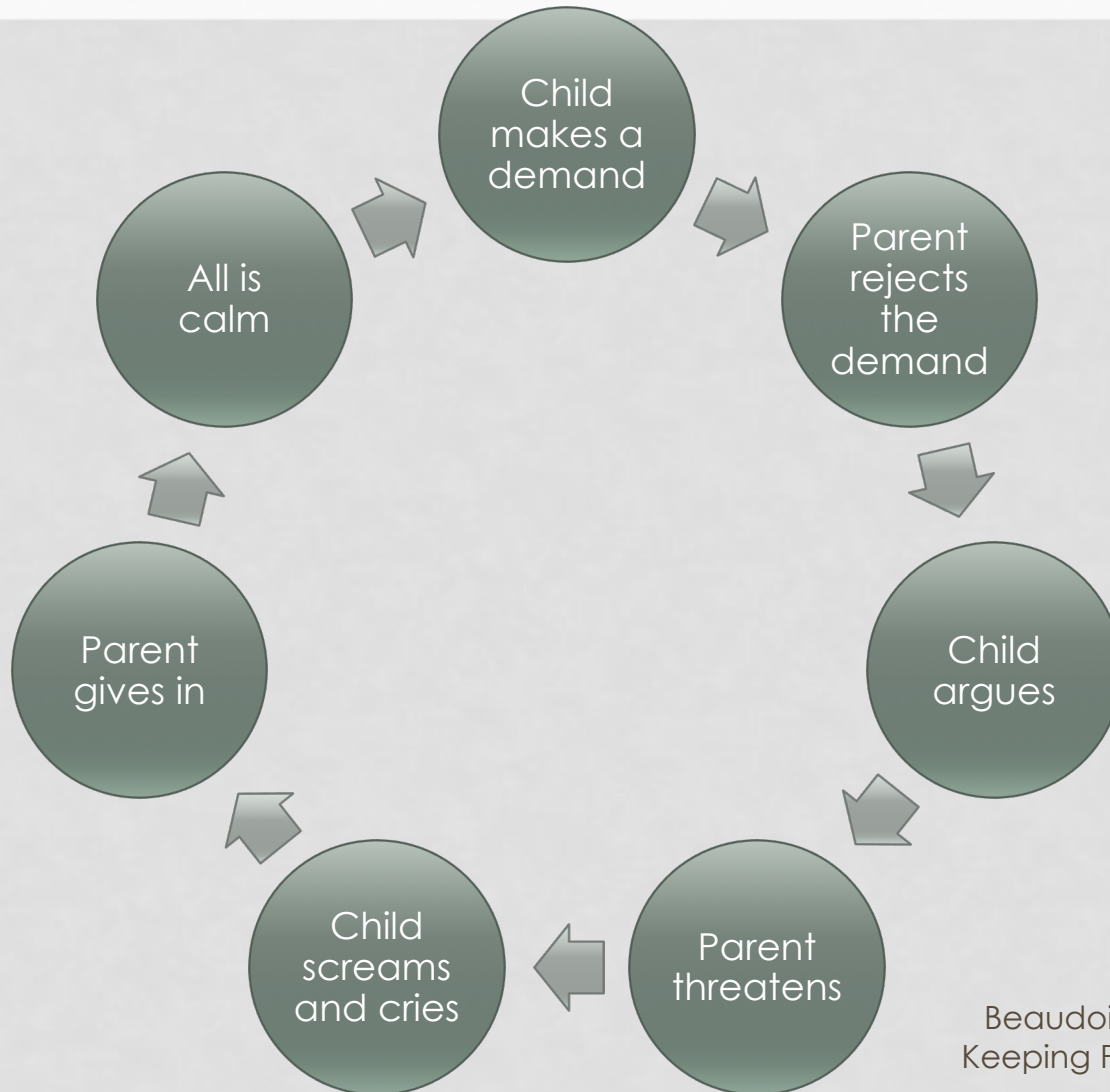 Child
makes a
demand
Parent
rejects
the
demand
Child
argues
Parent
threatens
Child
screams
and cries
Parent
gives in
All is
calm
Keeping